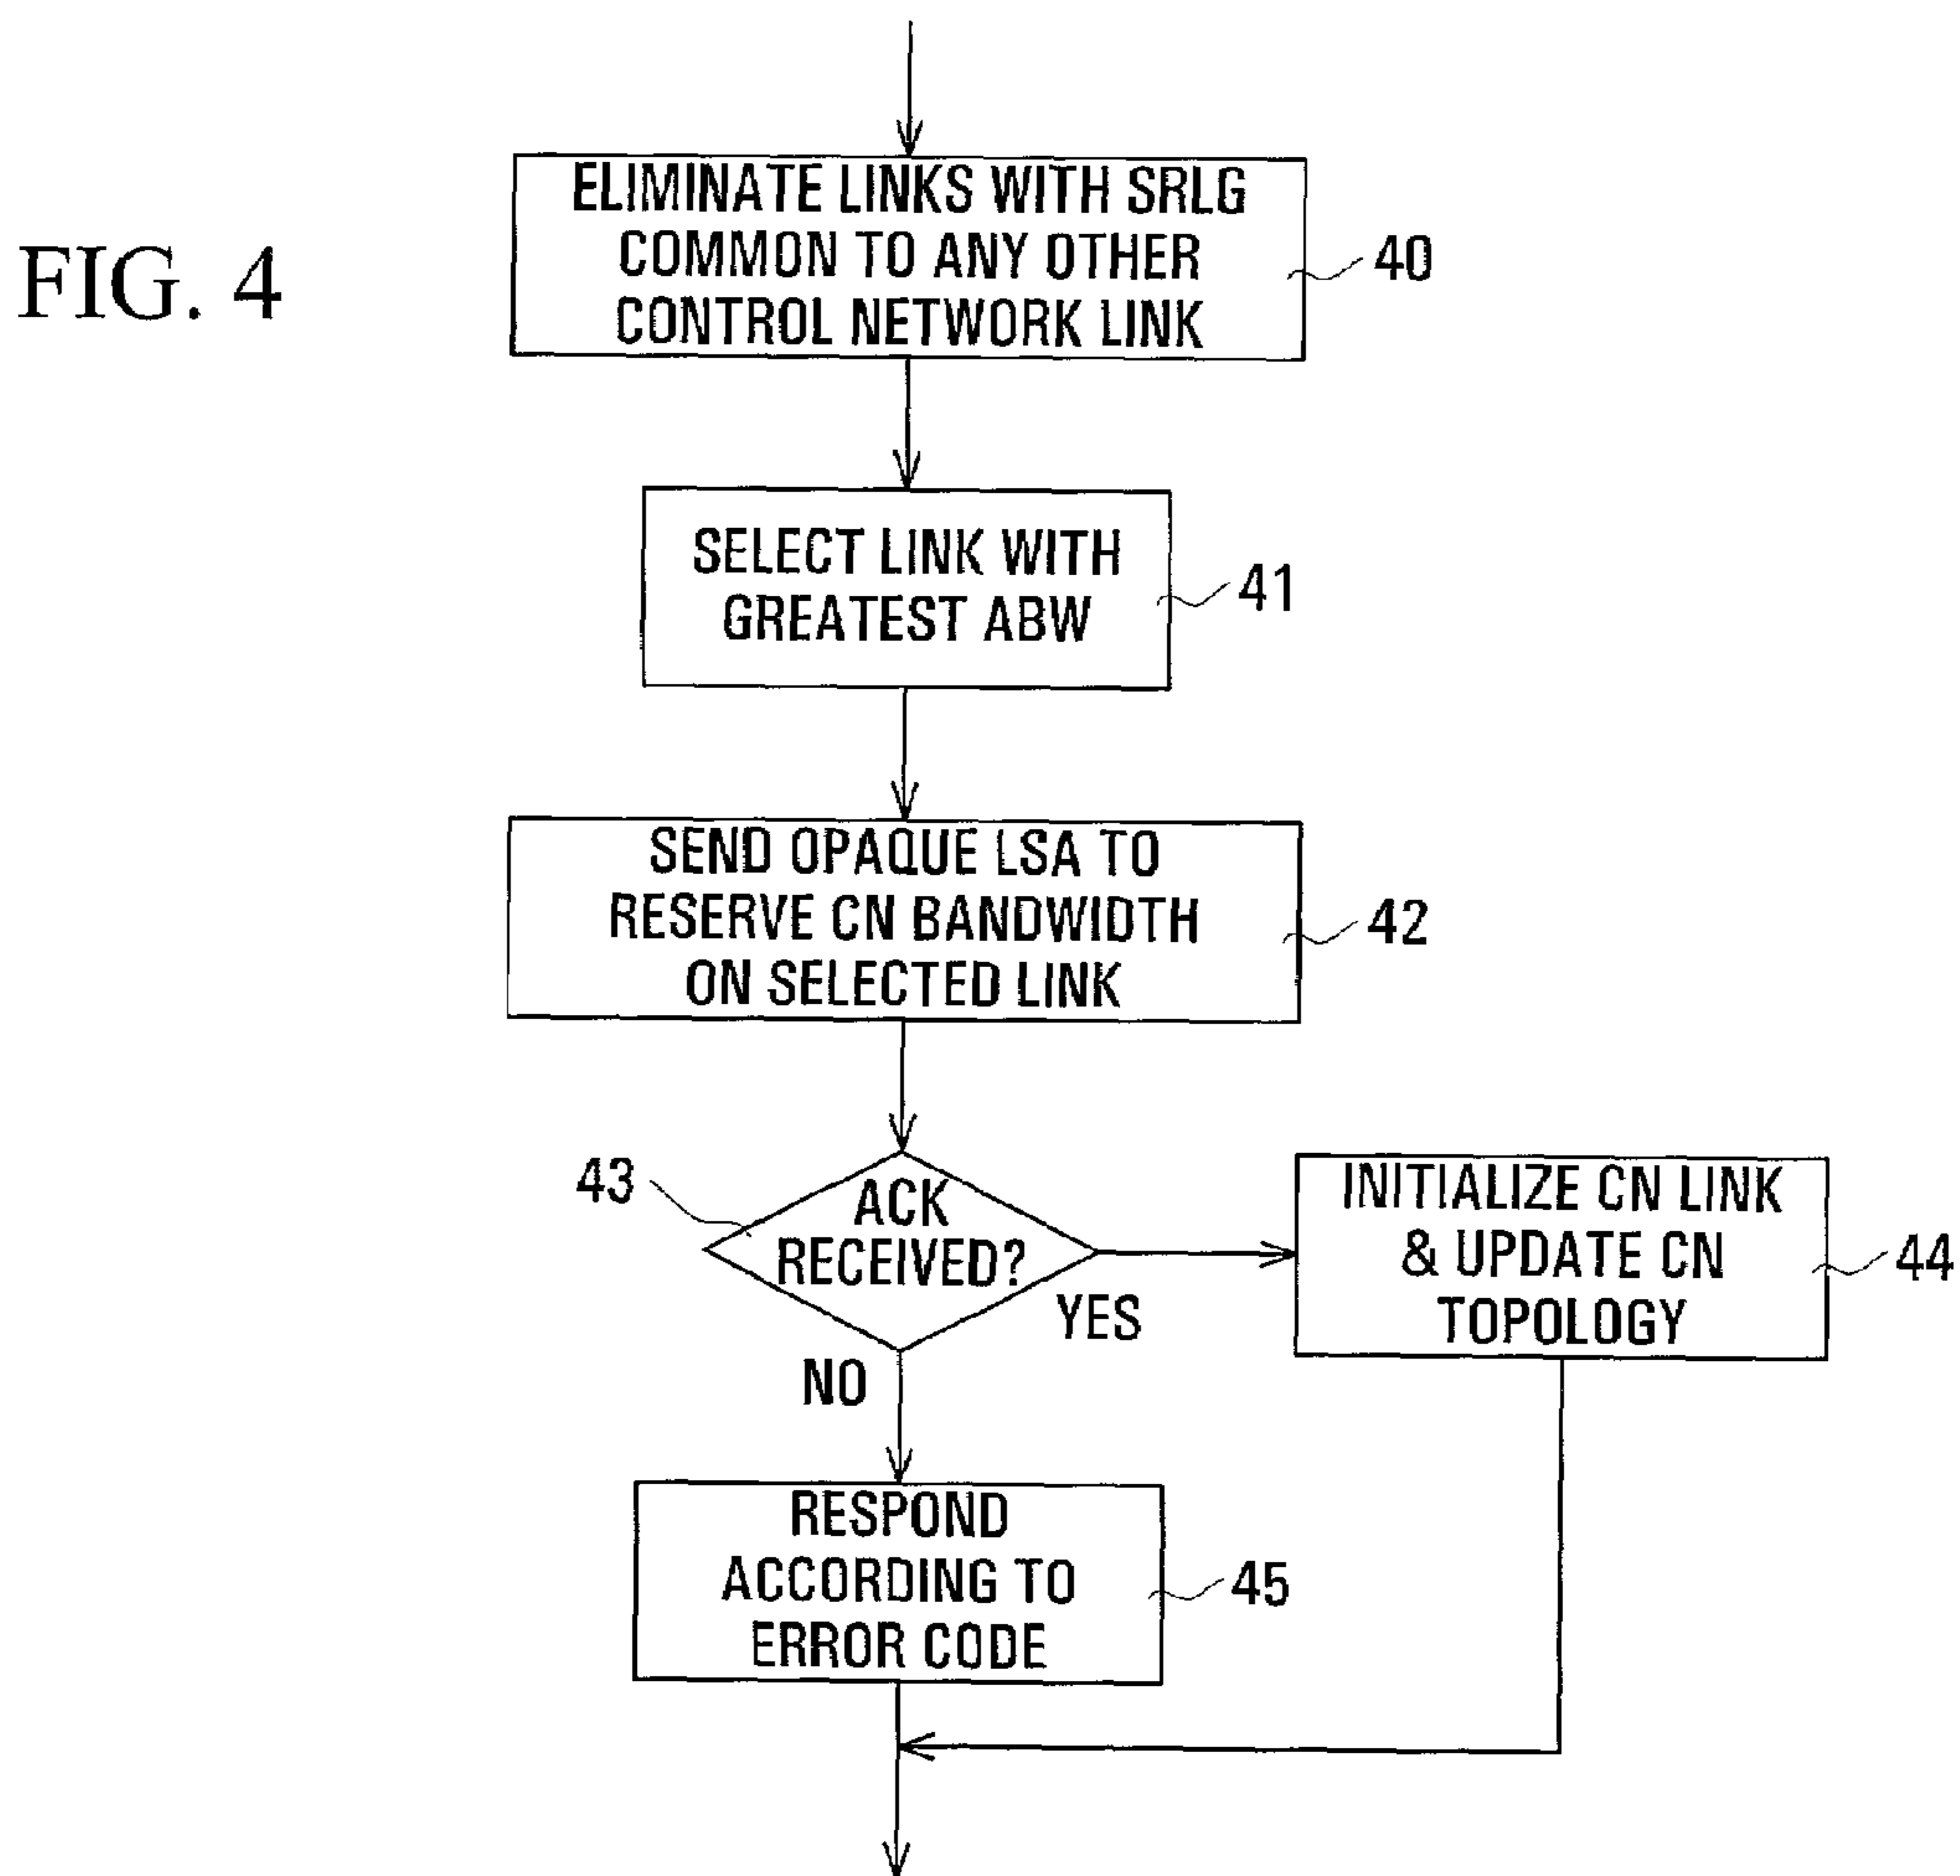 FIG. 4
ELIMINATE LINKS WITH SRLG
COMMON TO ANY OTHER
CONTROL NETWORK LINK
40
SELECT LINK WITH
GREATEST ABW
41
SEND OPAQUE LSA TO
RESERVE CN BANDWIDTH
ON SELECTED LINK
42
43
ACK
RECEIVED?
YES
NO
INITIALIZE CN LINK
& UPDATE CN
TOPOLOGY
44
RESPOND
ACCORDING TO
ERROR CODE
45